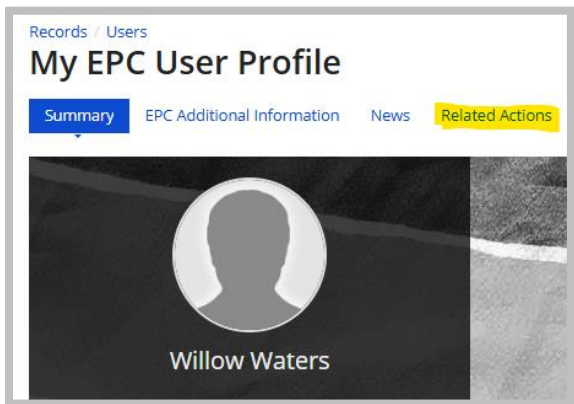 Records / Users
My EPC User Profile
Summary EPC Additional Information News Related Actions
Willow Waters